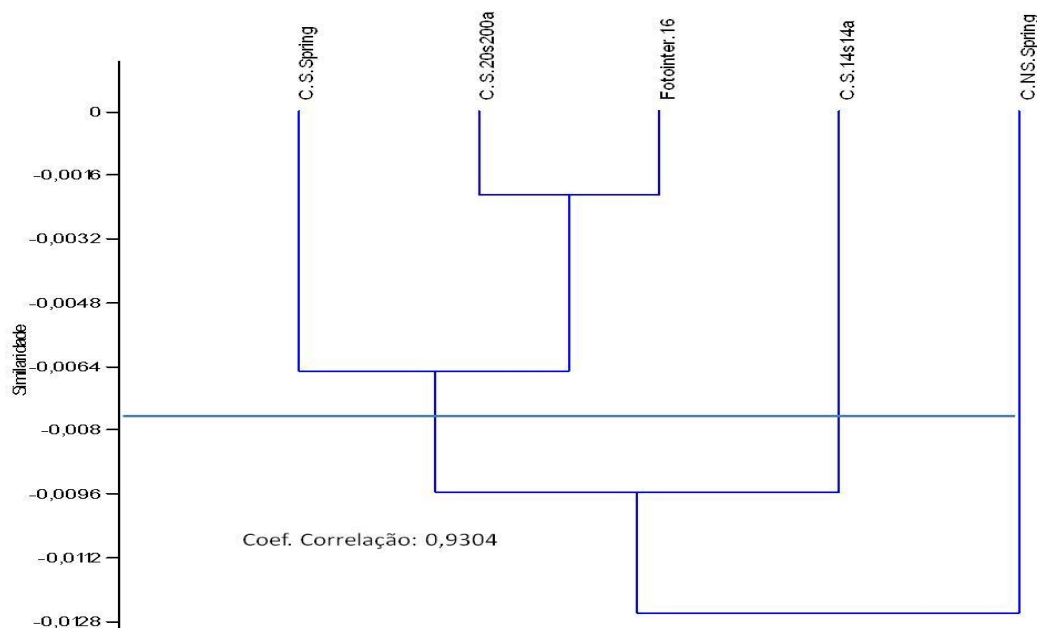 C.S.Spring
C.S.20s200a
Fotointer.16
C.S.14s14a
C.NS.Spring
0
-0,0016
-0,0032
-0,0048
-0,0064
-0,008
-0,0096
-0,0112
-0,0128
Similaridade
Coef. Correlação: 0,9304